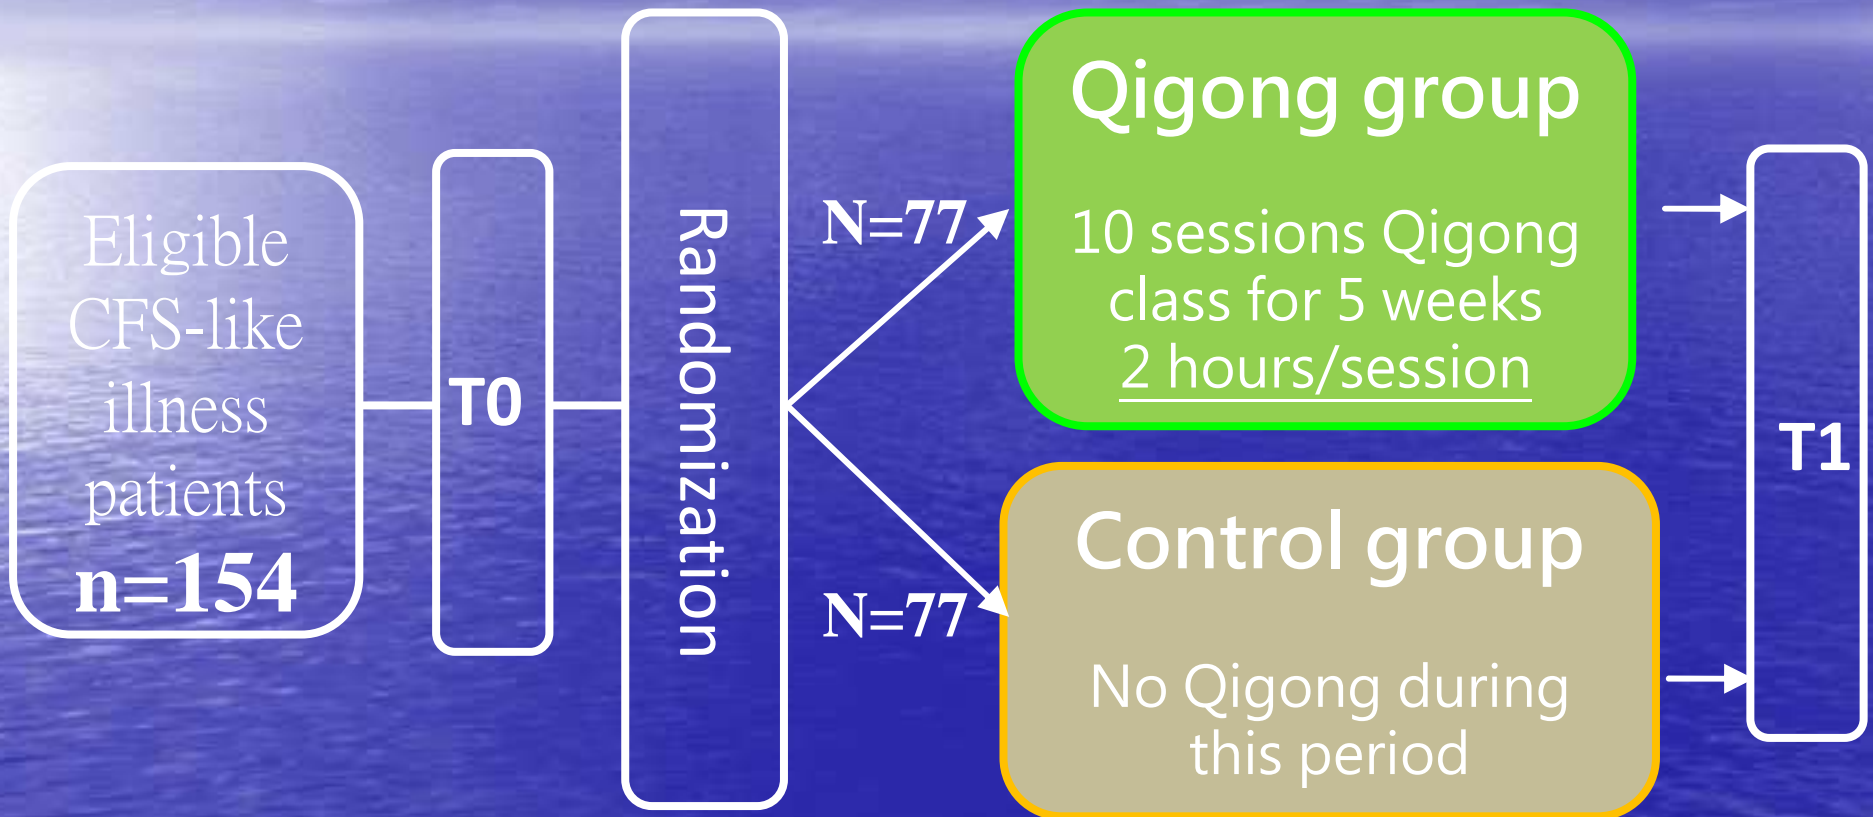 Eligible
CFS-like
illness
patients
n=154
T0
Randomization
N=77
N=77
Qigong group
10 sessions Qigong
class for 5 weeks
2 hours/session
Control group
No Qigong during
this period
T1